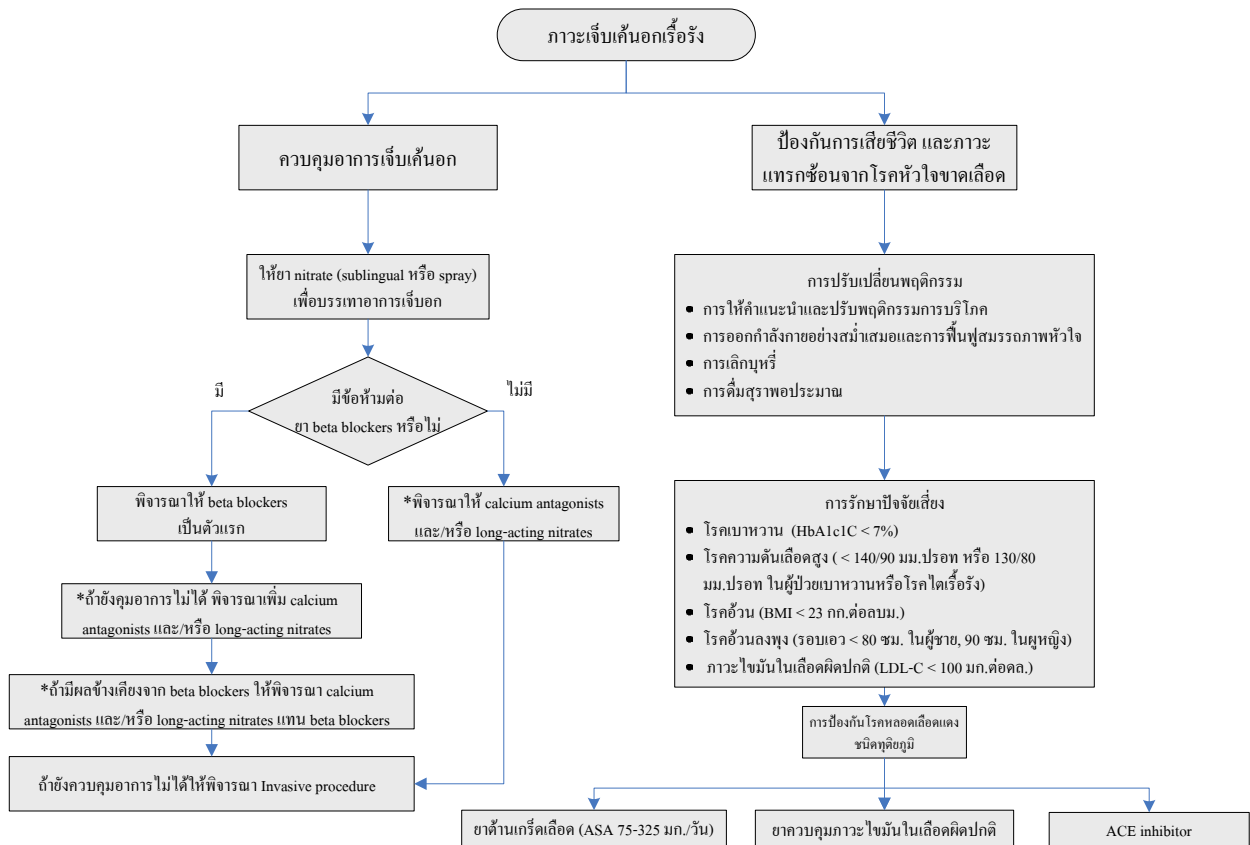 ภาวะเจ็บเค้นอกเรื้อรัง
ควบคุมอาการเจ็บเค้นอก
ป้องกันการเสียชีวิต และภาวะ
แทรกซ้อนจากโรคหัวใจขาดเลือด
ให้ยา nitrate (sublingual หรือ spray)
เพื่อบรรเทาอาการเจ็บอก
การปรับเปลี่ยนพฤติกรรม
• การให้คำแนะนำและปรับพฤติกรรมการบริโภค
• การออกกำลังกายอย่างสม่ำเสมอและการฟื้นฟูสมรรถภาพหัวใจ
• การเลิกบุหรี่
• การดื่มสุราพอประมาณ
มี
ไม่มี
มีข้อห้ามต่อ
ยา beta blockers หรือไม่
พิจารณาให้ beta blockers
เป็นตัวแรก
*พิจารณาให้ calcium antagonists
และ/หรือ long-acting nitrates
*ถ้ายังคุมอาการไม่ได้ พิจารณาเพิ่ม calcium
antagonists และ/หรือ long-acting nitrates
*ถ้ามีผลข้างเคียงจาก beta blockers ให้พิจารณา calcium
antagonists และ/หรือ long-acting nitrates แทน beta blockers
ถ้ายังควบคุมอาการไม่ได้ให้พิจารณา Invasive procedure
การรักษาปัจจัยเสี่ยง
• โรคเบาหวาน (HbA1c1C < 7%)
• โรคความดันเลือดสูง ( < 140/90 มม.ปรอท หรือ 130/80
มม.ปรอท ในผู้ป่วยเบาหวานหรือโรคไตเรื้อรัง)
• โรคอ้วน (BMI < 23 กก.ต่อลบม.)
• โรคอ้วนลงพุง (รอบเอว < 80 ซม. ในผู้ชาย, 90 ซม. ในผูหญิง)
• ภาวะไขมันในเลือดผิดปกติ (LDL-C < 100 มก.ต่อดล.)
การป้องกันโรคหลอดเลือดแดง
ชนิดทุติยภูมิ
ยาต้านเกร็ดเลือด (ASA 75-325 มก./วัน)
ยาควบคุมภาวะไขมันในเลือดผิดปกติ
ACE inhibitor